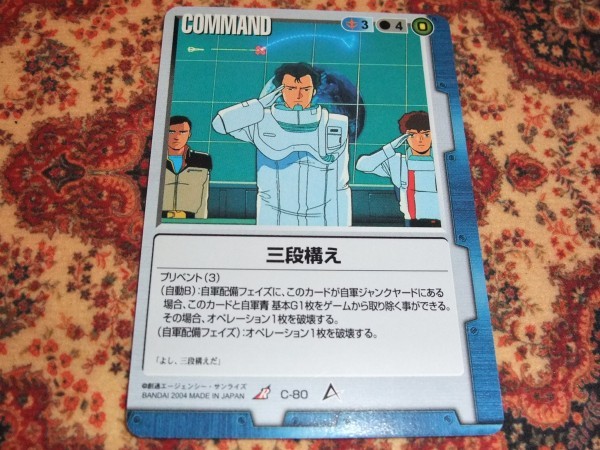 COMMAND
3
4
0
三段構え
プリベント(3)
(自動B):自軍配備フェイズに、このカードが自軍ジャンクヤードにある
場合、このカードと自軍青 基本G1枚をゲームから取り除く事ができる。
その場合、オペレーション1枚を破壊する。
(自軍配備フェイズ):オペレーション1枚を破壊する。
「よし、三段構えだ」
©創通エージェンシー・サンライズ
BANDAI 2004 MADE IN JAPAN
R C-80